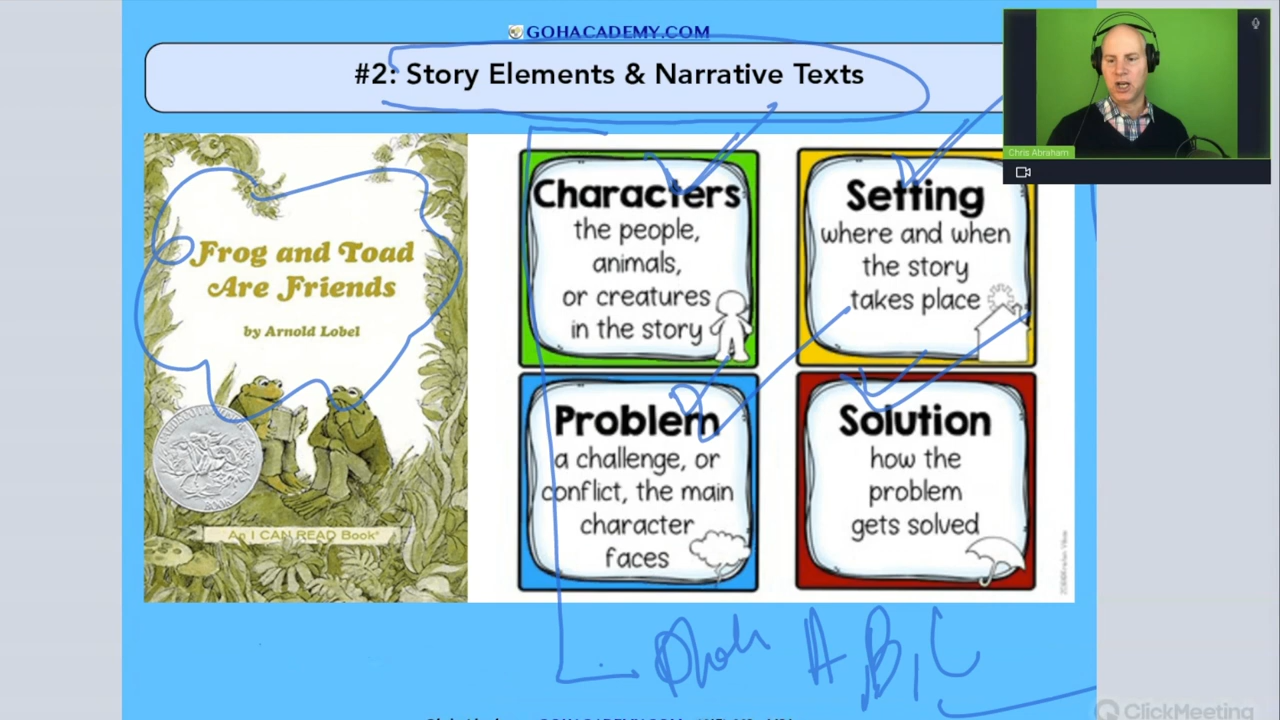 GOHACADEMY.COM
#2: Story Elements & Narrative Texts
Chris Abraham
Frog and Toad
Are Friends
by Arnold Lobel
An I CAN READ Book®
Characters
the people,
animals,
or creatures
in the story
Setting
where and when
the story
takes place
Problem
a challenge, or
conflict, the main
character
faces
Solution
how the
problem
gets solved
A, B, C
ClickMeeting